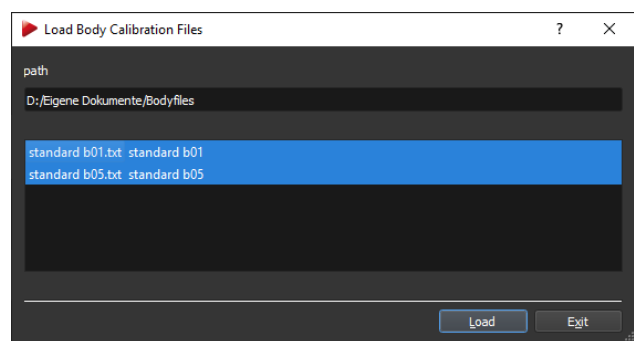 Load Body Calibration Files ?
path
D:/Eigene Dokumente/Bodyfiles
standard b01.txt standard b01
standard b05.txt standard b05
Load Exit